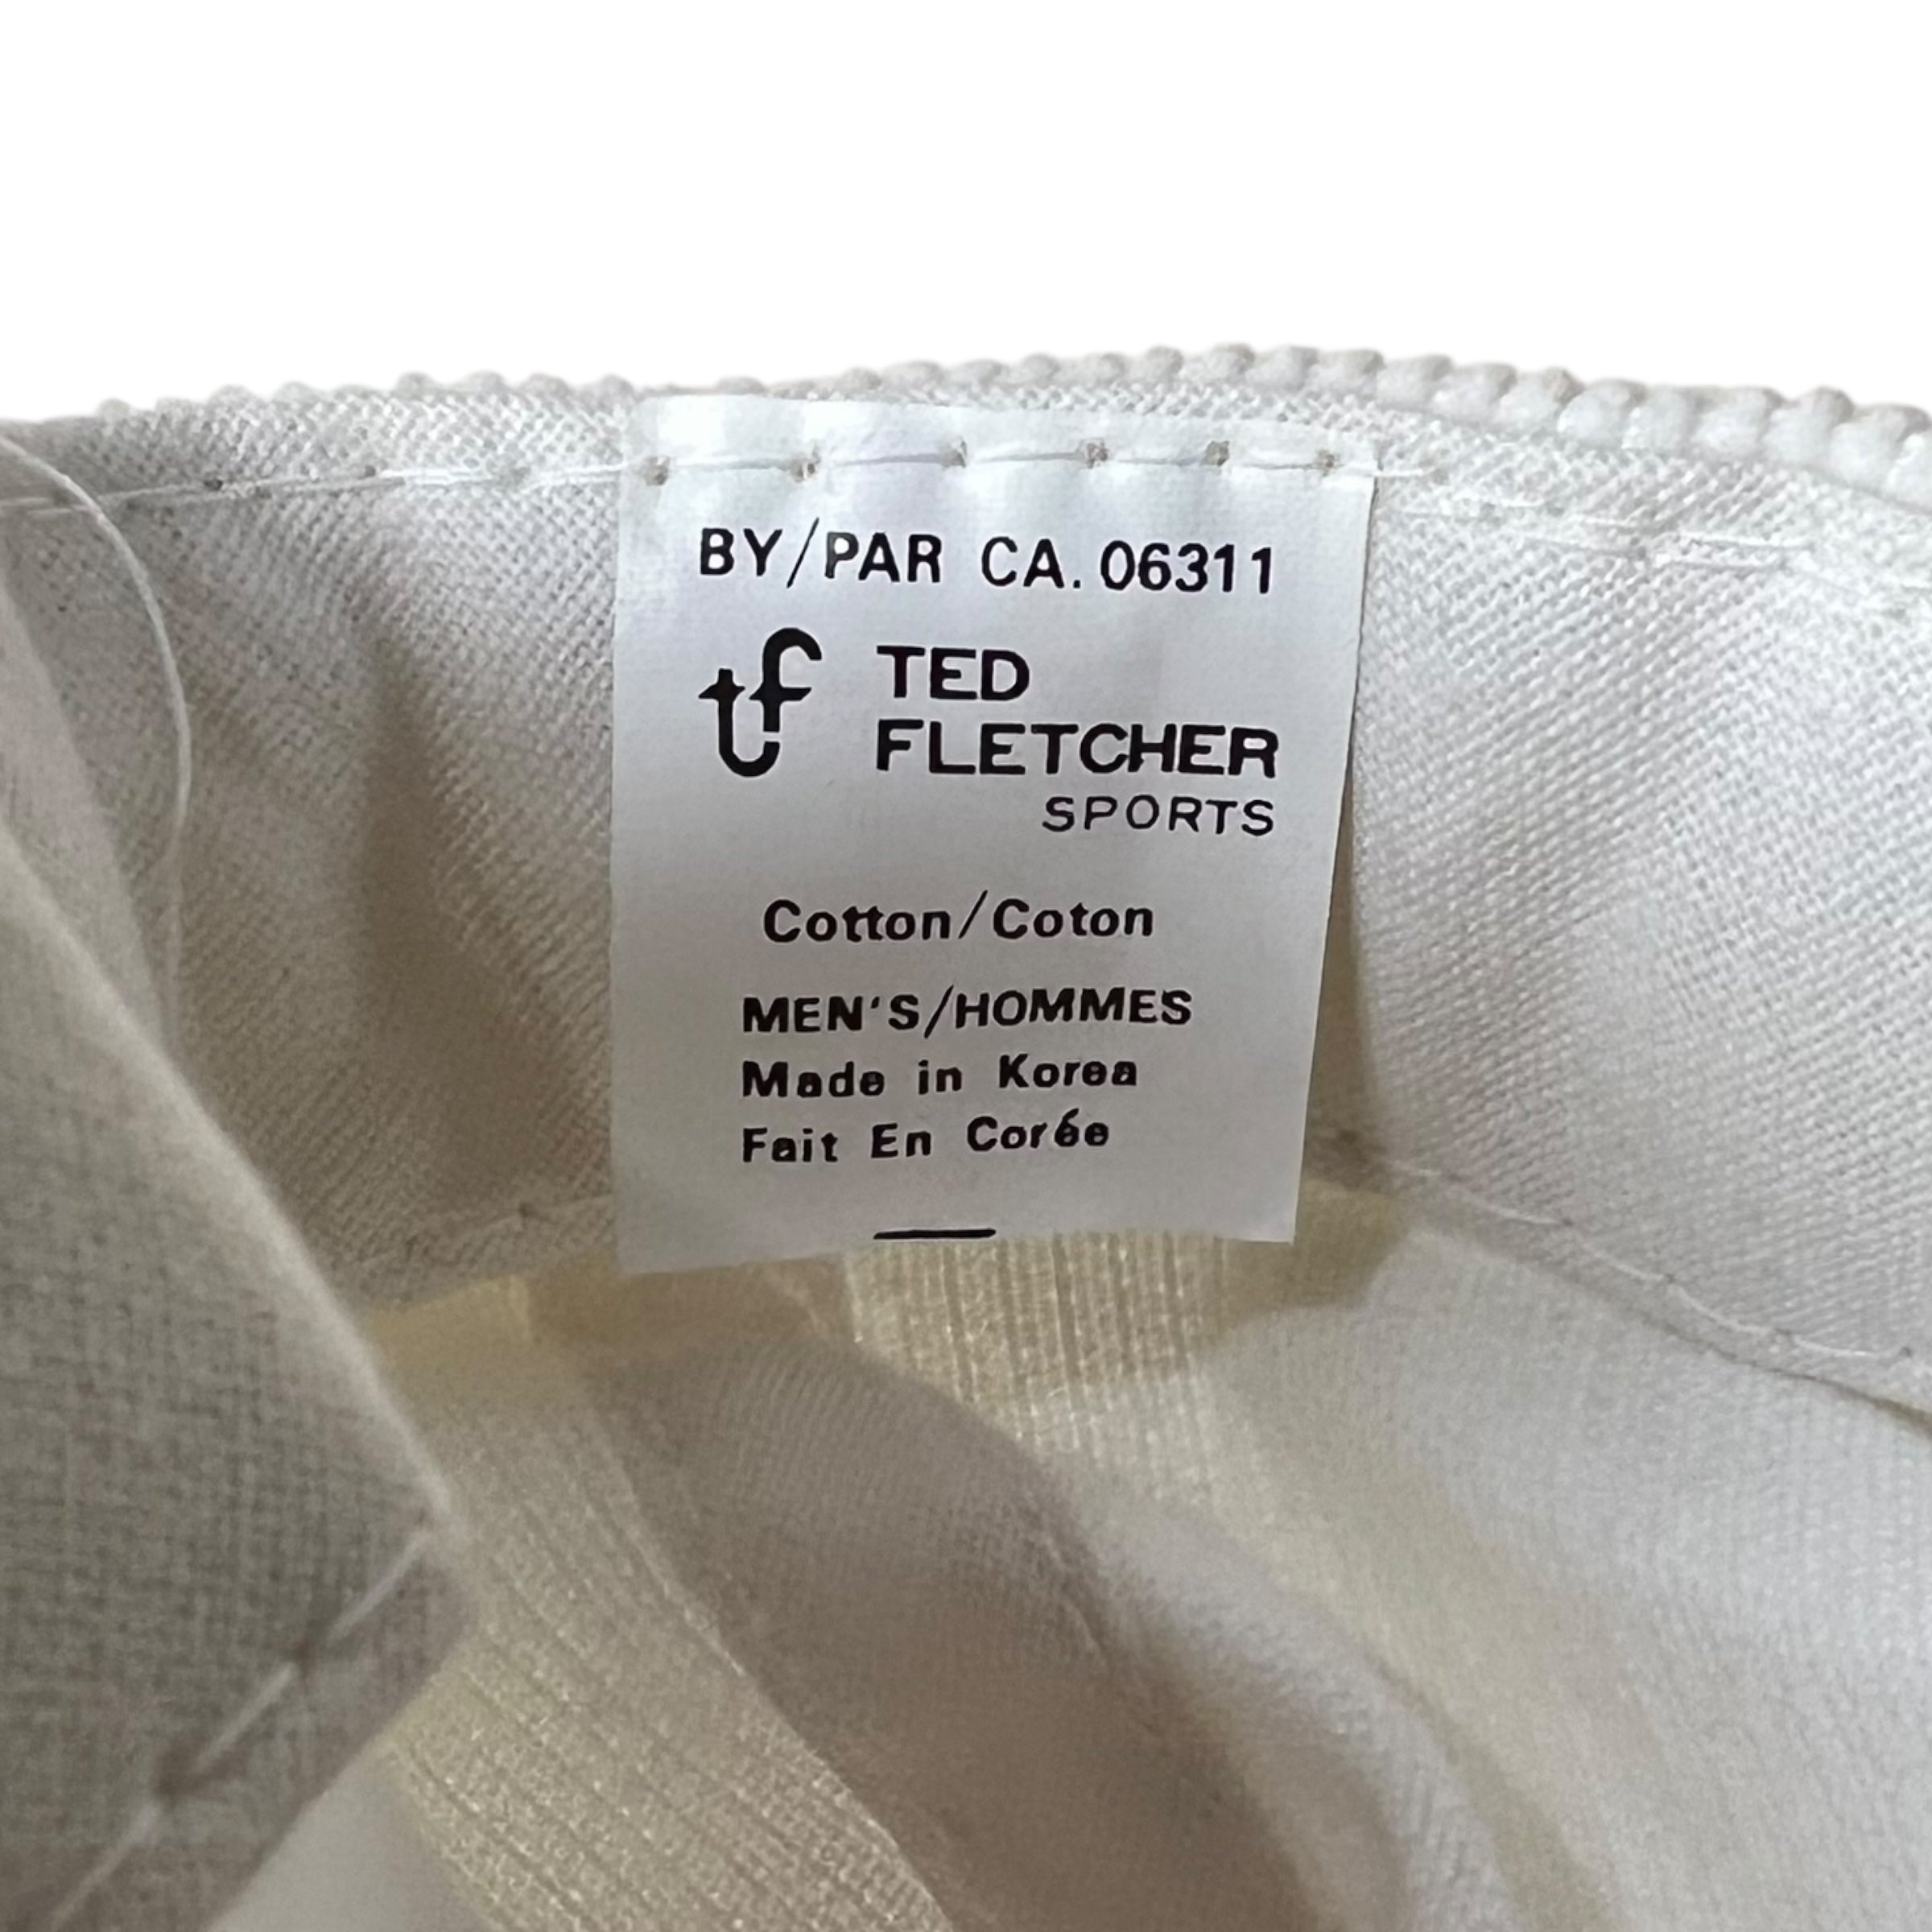 BY/PAR CA. 06311
tf TED
FLETCHER
SPORTS
Cotton/Coton
MEN'S/HOMMES
Made in Korea
Fait En Corée